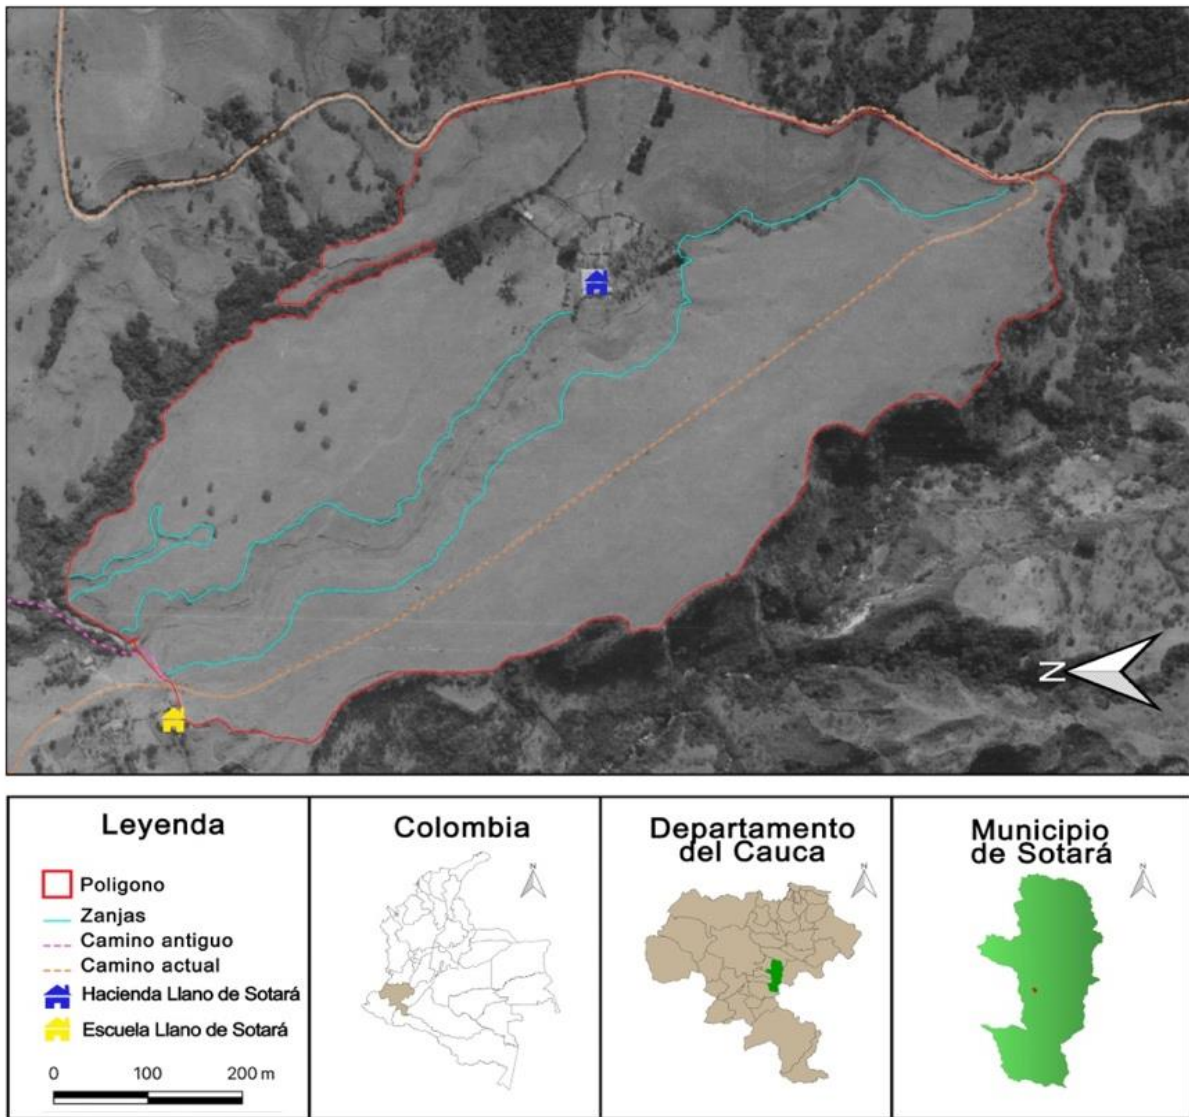 N
Leyenda
Poligono
Zanjas
Camino antiguo
Camino actual
Hacienda Llano de Sotará
Escuela Llano de Sotará
0 100 200 m
Colombia
N
Departamento
del Cauca
N
Municipio
de Sotará
N